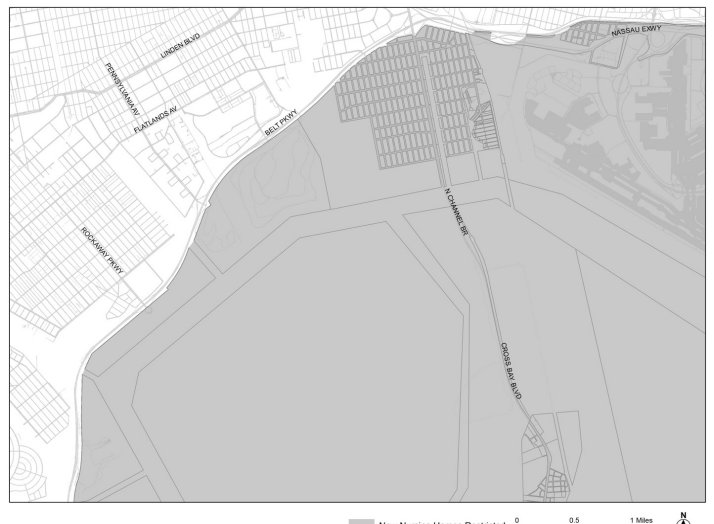 NASSAU EXWY
LINDEN BLVD
PENNSYLVANIA AV
FLATLANDS AV
BELT PKWY
N CHANNEL BR
ROCKAWAY PKWY
CROSS BAY BLVD
N
0 0.5 1 Miles
New Nursing Homes Restricted